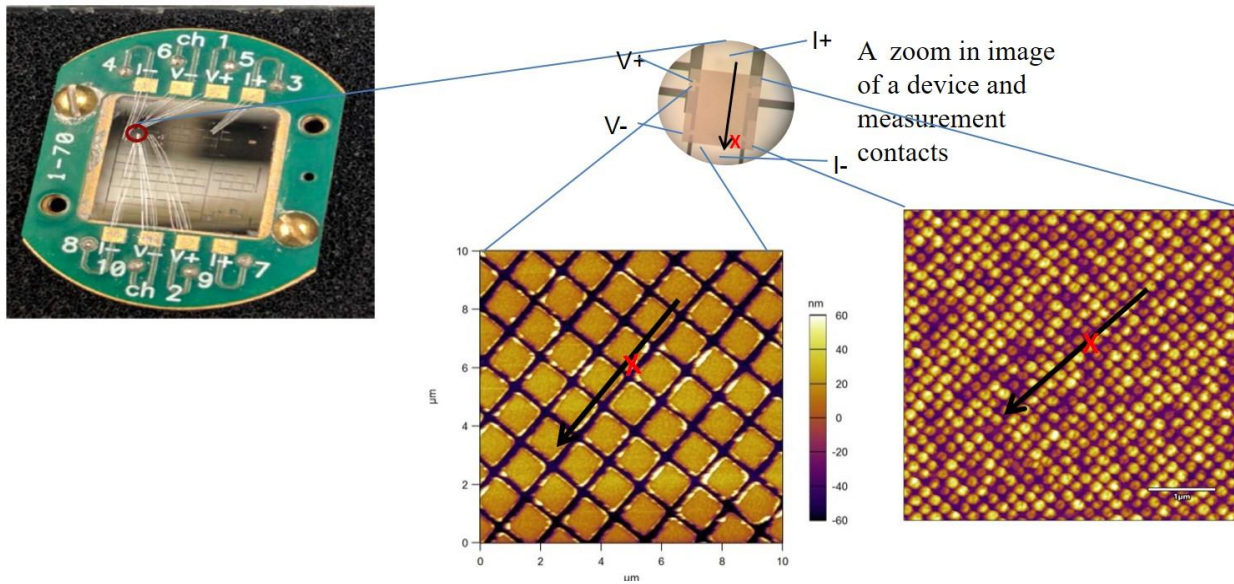 ch 1
6
5
4
3
I- V- V+ I+
1-70
8
I- V- V+ I+
10
9
7
ch 2
I+
V+
V-
I-
A zoom in image
of a device and
measurement
contacts
X
10
8
6
4
2
0
µm
0 2 4 6 8 10
µm
X
nm
60
40
20
0
-20
-40
-60
X
1µm